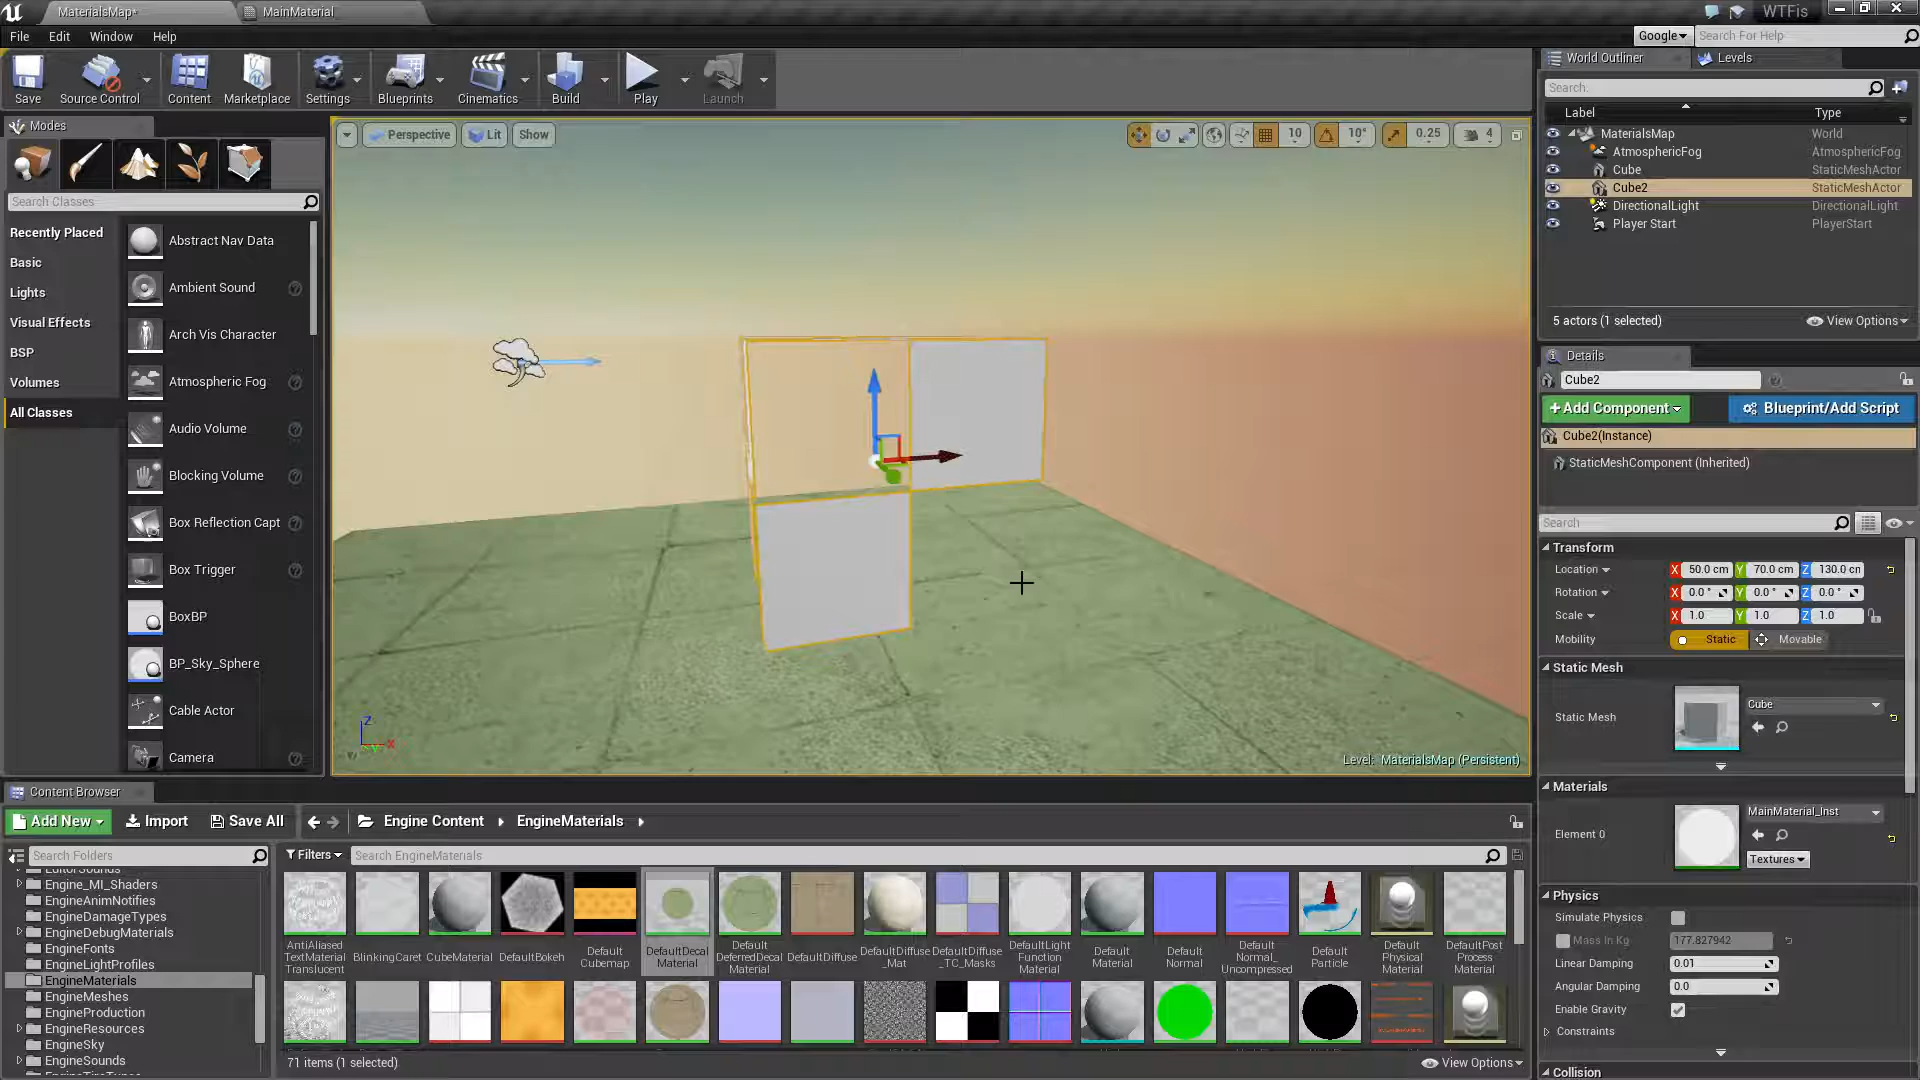 MaterialsMap*
MainMaterial
WTFis
File Edit Window Help
Google
Search For Help
Save
Source Control
Content
Marketplace
Settings
Blueprints
Cinematics
Build
Play
Launch
Modes
Search Classes
Recently Placed
Basic
Lights
Visual Effects
BSP
Volumes
All Classes
Abstract Nav Data
Ambient Sound
Arch Vis Character
Atmospheric Fog
Audio Volume
Blocking Volume
Box Reflection Capt
Box Trigger
BoxBP
BP_Sky_Sphere
Cable Actor
Camera
Perspective
Lit
Show
10
10°
0.25
4
Z
X
Level: MaterialsMap (Persistent)
World Outliner
Levels
Search:
Label Type
MaterialsMap World
AtmosphericFog AtmosphericFog
Cube StaticMeshActor
Cube2 StaticMeshActor
DirectionalLight DirectionalLight
Player Start PlayerStart
5 actors (1 selected)
View Options
Details
Cube2
+Add Component
Blueprint/Add Script
Cube2(Instance)
StaticMeshComponent (Inherited)
Search
Transform
Location X 50.0 cm Y 70.0 cm Z 130.0 cm
Rotation X 0.0 ° Y 0.0 ° Z 0.0 °
Scale X 1.0 Y 1.0 Z 1.0
Mobility Static Movable
Static Mesh
Static Mesh
Cube
Materials
Element 0
MainMaterial_Inst
Textures
Physics
Simulate Physics
Mass In Kg 177.827942
Linear Damping 0.01
Angular Damping 0.0
Enable Gravity
Constraints
Collision
Content Browser
Add New
Import
Save All
Engine Content
EngineMaterials
Search Folders
Filters
Search EngineMaterials
Engine_MI_Shaders
EngineAnimNotifies
EngineDamageTypes
EngineDebugMaterials
EngineFonts
EngineLightProfiles
EngineMaterials
EngineMeshes
EngineProduction
EngineResources
EngineSky
EngineSounds
AntiAliased TextMaterial Translucent
BlinkingCaret
CubeMaterial
DefaultBokeh
Default Cubemap
DefaultDecal Material
Default DeferredDecal Material
DefaultDiffuse
DefaultDiffuse _Mat
DefaultDiffuse _TC_Masks
DefaultLight Function Material
Default Material
Default Normal
Default Normal_ Uncompressed
Default Particle
Default Physical Material
DefaultPost Process Material
71 items (1 selected)
View Options